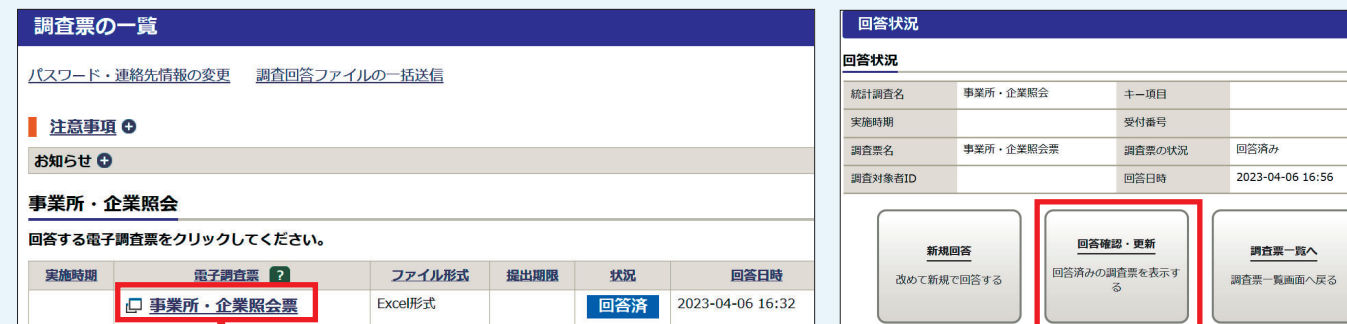 調査票の一覧
パスワード・連絡先情報の変更 調査回答ファイルの一括送信
注意事項
お知らせ
事業所・企業照会
回答する電子調査票をクリックしてください。
実施時期 電子調査票 ? ファイル形式 提出期限 状況 回答日時
事業所・企業照会票 Excel形式 回答済 2023-04-06 16:32
回答状況
回答状況
統計調査名 事業所・企業照会 キー項目
実施時期 受付番号
調査票名 事業所・企業照会票 調査票の状況 回答済み
調査対象者ID 回答日時 2023-04-06 16:56
新規回答
改めて新規で回答する
回答確認・更新
回答済みの調査票を表示す
る
調査票一覧へ
調査票一覧画面へ戻る